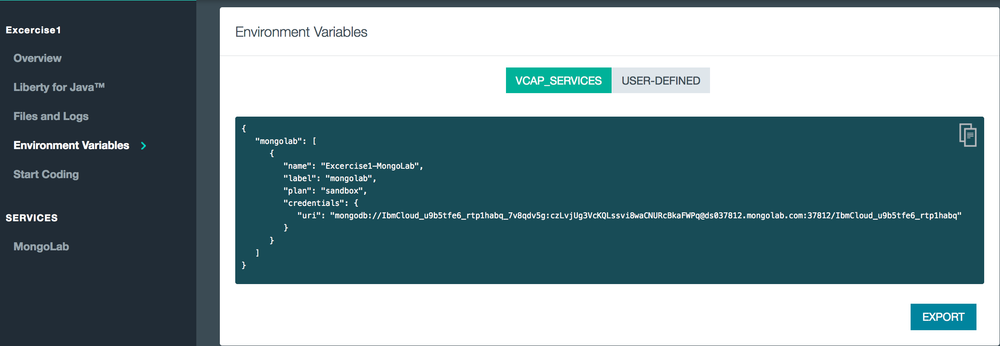 Excercise1
Overview
Liberty for Java™
Files and Logs
Environment Variables
Start Coding
SERVICES
MongoLab
Environment Variables
VCAP_SERVICES
USER-DEFINED
{
"mongolab": [
{
"name": "Excercise1-MongoLab",
"label": "mongolab",
"plan": "sandbox",
"credentials": {
"uri": "mongodb://IbmCloud_u9b5tfe6_rtp1habq_7v8qdv5g:czLvjUg3VcKQLssvi8waCNURcBkaFWPq@ds037812.mongolab.com:37812/IbmCloud_u9b5tfe6_rtp1habq"
}
}
]
}
EXPORT